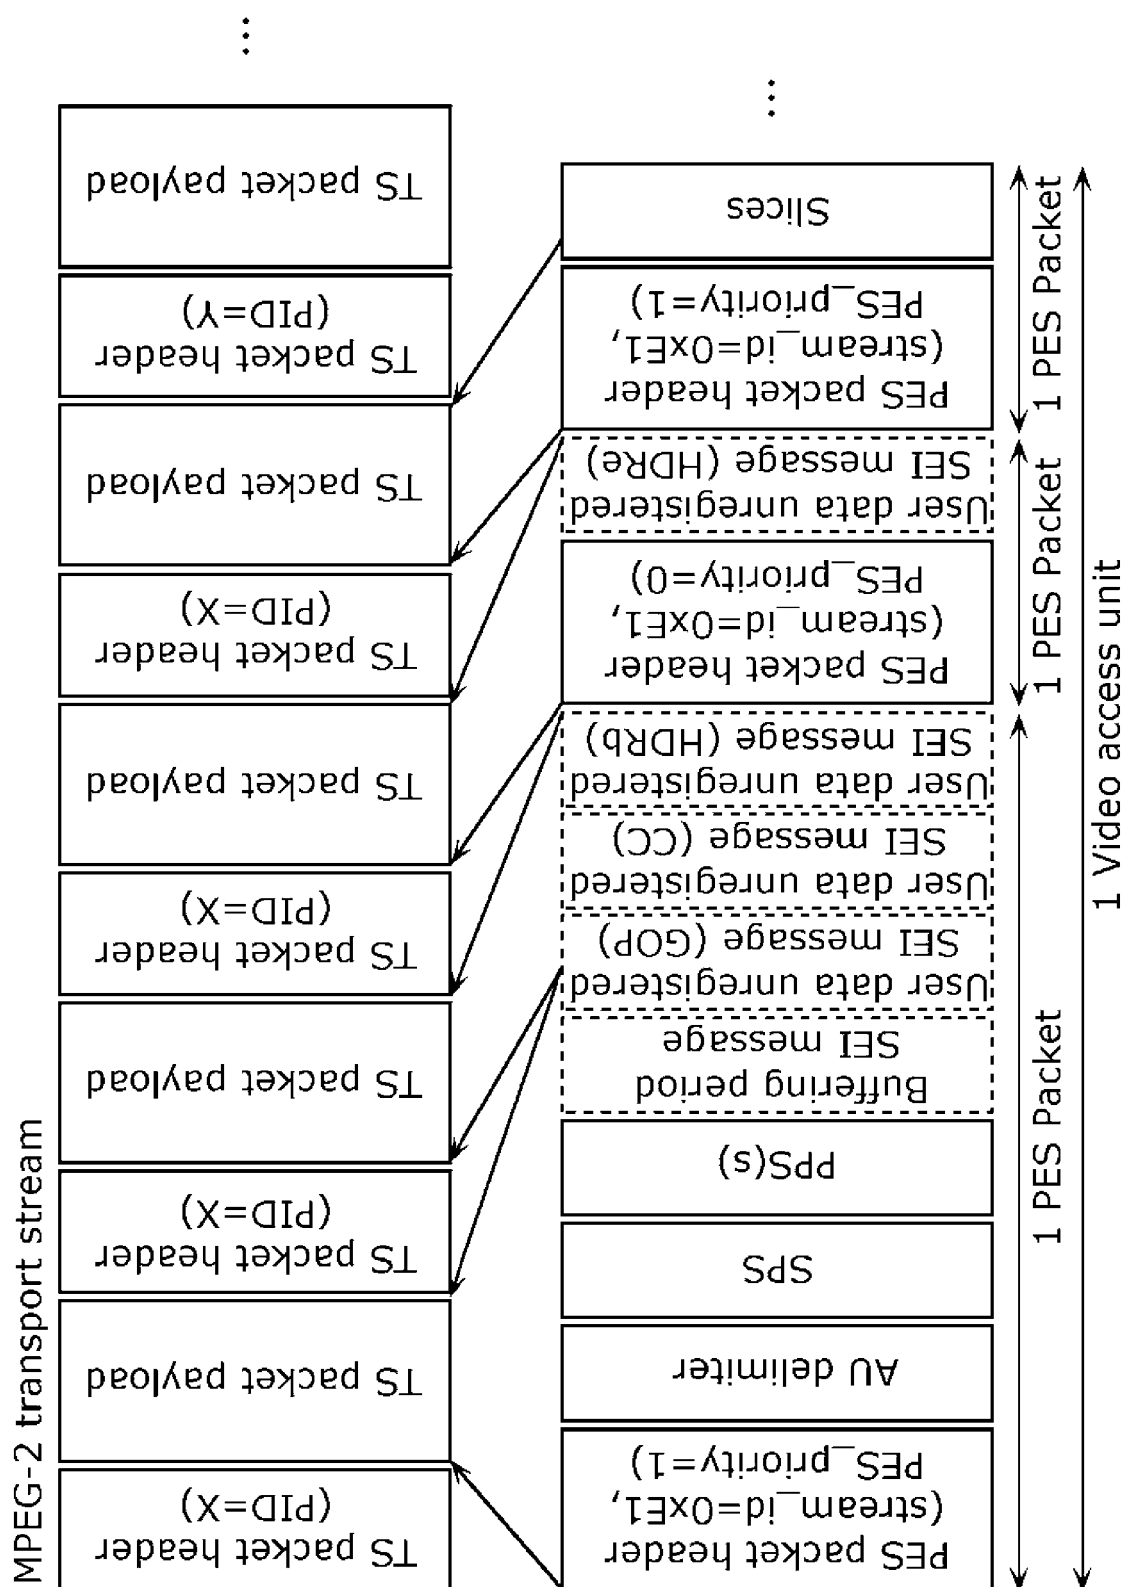 MPEG-2 transport stream
TS packet header
(PID=X)
TS packet payload
TS packet header
(PID=X)
TS packet payload
TS packet header
(PID=X)
TS packet payload
TS packet header
(PID=X)
TS packet payload
TS packet header
(PID=Y)
TS packet payload
...
PES packet header
(stream_id=0xE1,
PES_priority=1)
AU delimiter
SPS
PPS(s)
Buffering period
SEI message
User data unregistered
SEI message (GOP)
User data unregistered
SEI message (CC)
User data unregistered
SEI message (HDRb)
PES packet header
(stream_id=0xE1,
PES_priority=0)
User data unregistered
SEI message (HDRe)
PES packet header
(stream_id=0xE1,
PES_priority=1)
Slices
...
1 PES Packet
1 PES Packet
1 PES Packet
1 Video access unit